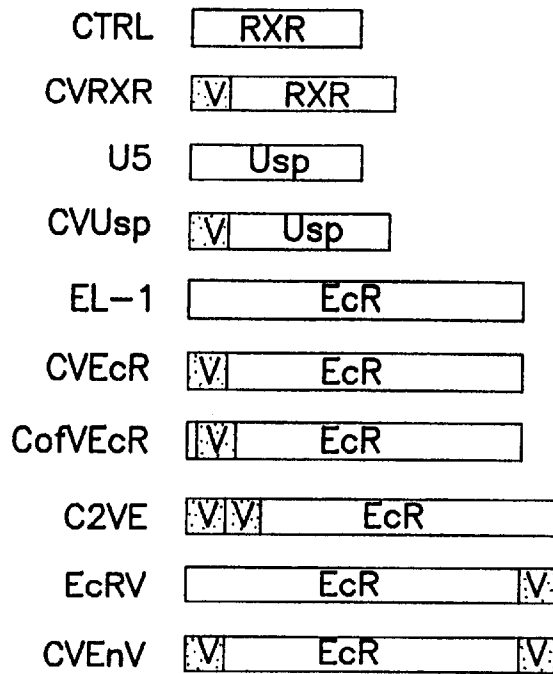 CTRL RXR
CVRXR V RXR
U5 Usp
CVUsp V Usp
EL-1 EcR
CVEcR V EcR
CofVEcR V EcR
C2VE V V EcR
EcRV EcR V
CVEnV V EcR V